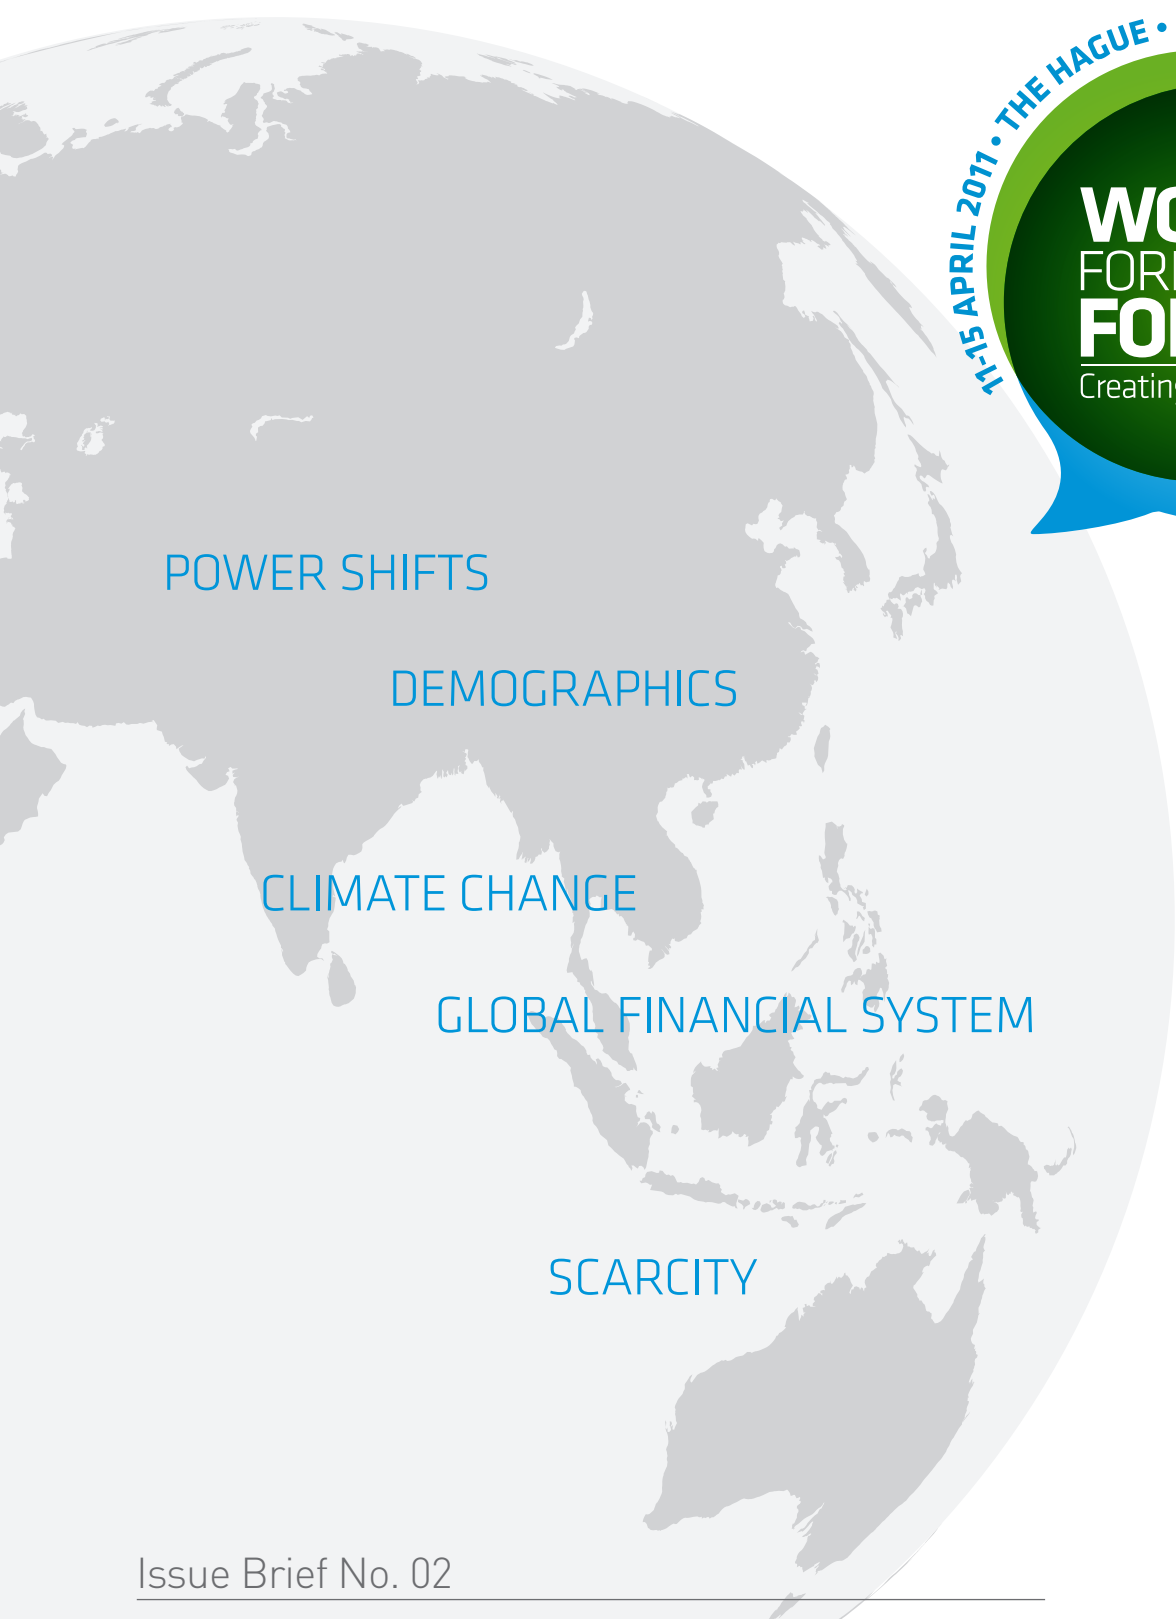 11-15 APRIL 2011 • THE HAGUE •
Creating
POWER SHIFTS
DEMOGRAPHICS
CLIMATE CHANGE
GLOBAL FINANCIAL SYSTEM
SCARCITY
Issue Brief No. 02